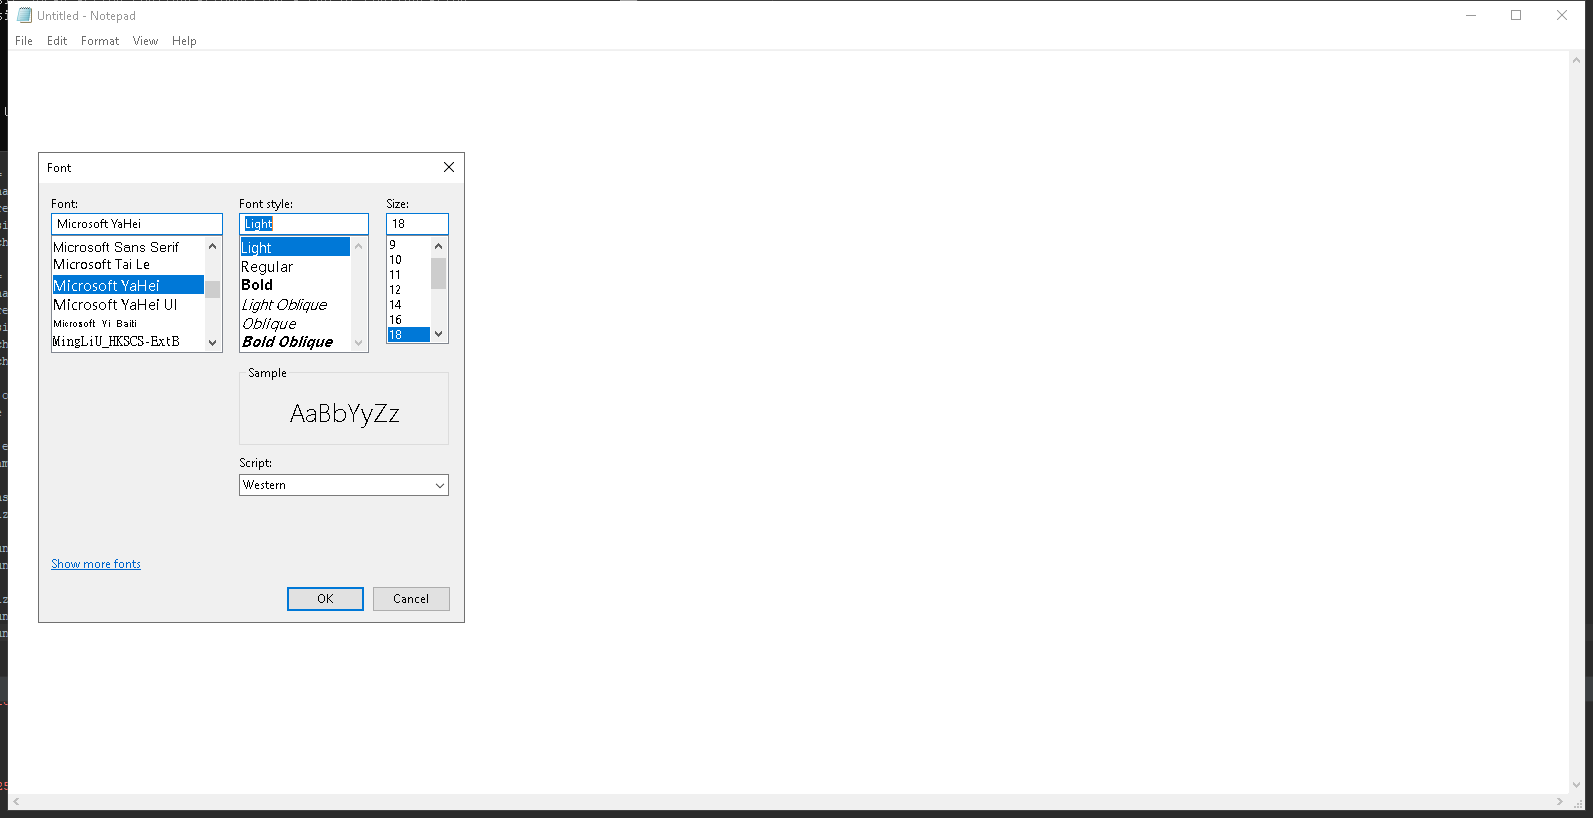 Untitled - Notepad
File Edit Format View Help
Font
Font: Font style: Size:
Microsoft YaHei Light 18
Microsoft Sans Serif
Microsoft Tai Le
Microsoft YaHei
Microsoft YaHei UI
Microsoft Yi Baiti
MingLiU_HKSCS-ExtB
Light
Regular
Bold
Light Oblique
Oblique
Bold Oblique
9
10
11
12
14
16
18
Sample
AaBbYyZz
Script:
Western
Show more fonts
OK Cancel